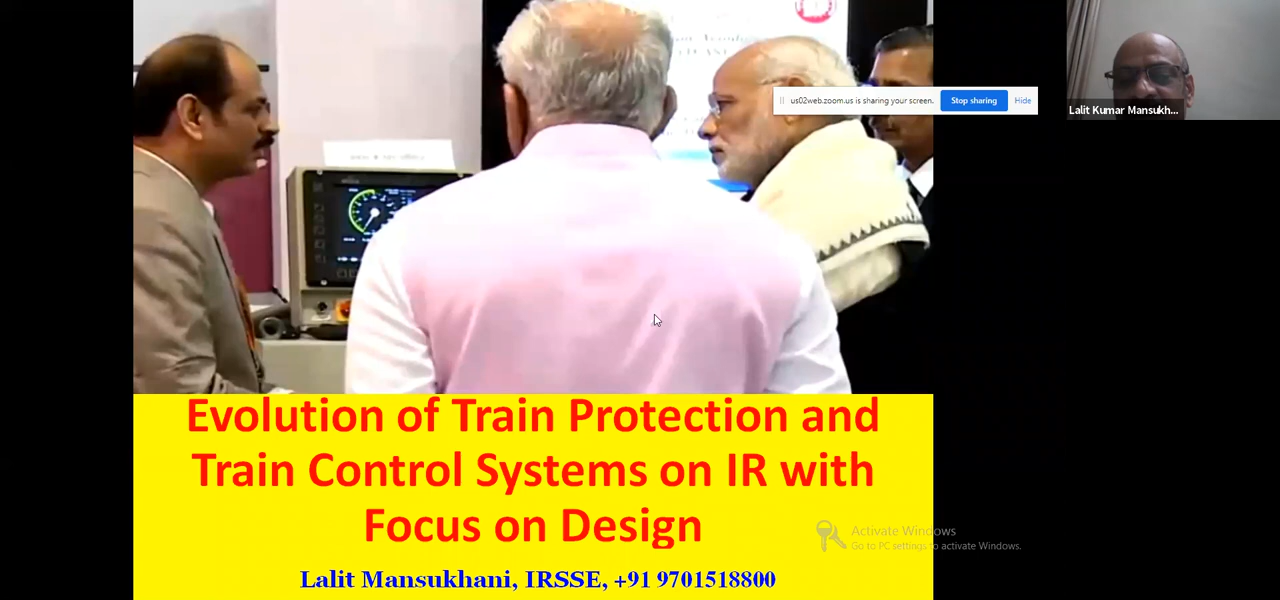 us02web.zoom.us is sharing your screen.
Stop sharing
Hide
Lalit Kumar Mansukh...
Evolution of Train Protection and
Train Control Systems on IR with
Focus on Design
Activate Windows
Go to PC settings to activate Windows.
Lalit Mansukhani, IRSSE, +91 9701518800